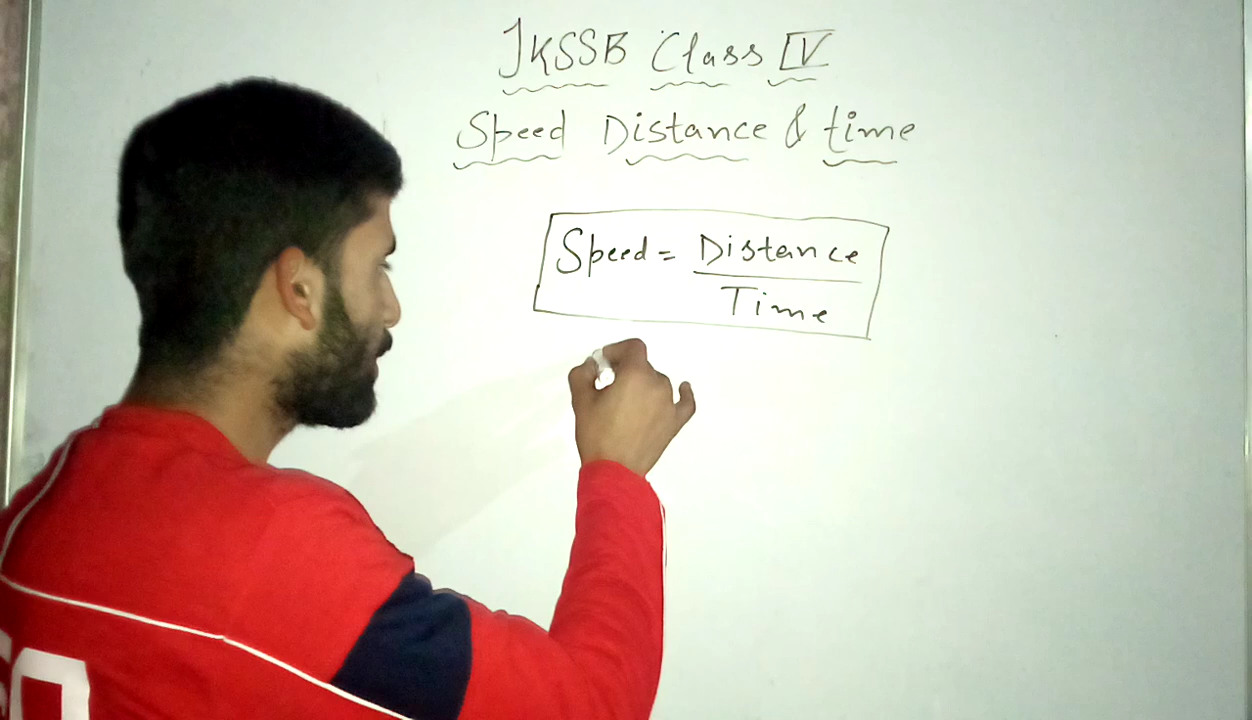 JKSSB Class IV
Speed Distance & time
Speed = Distance
Time